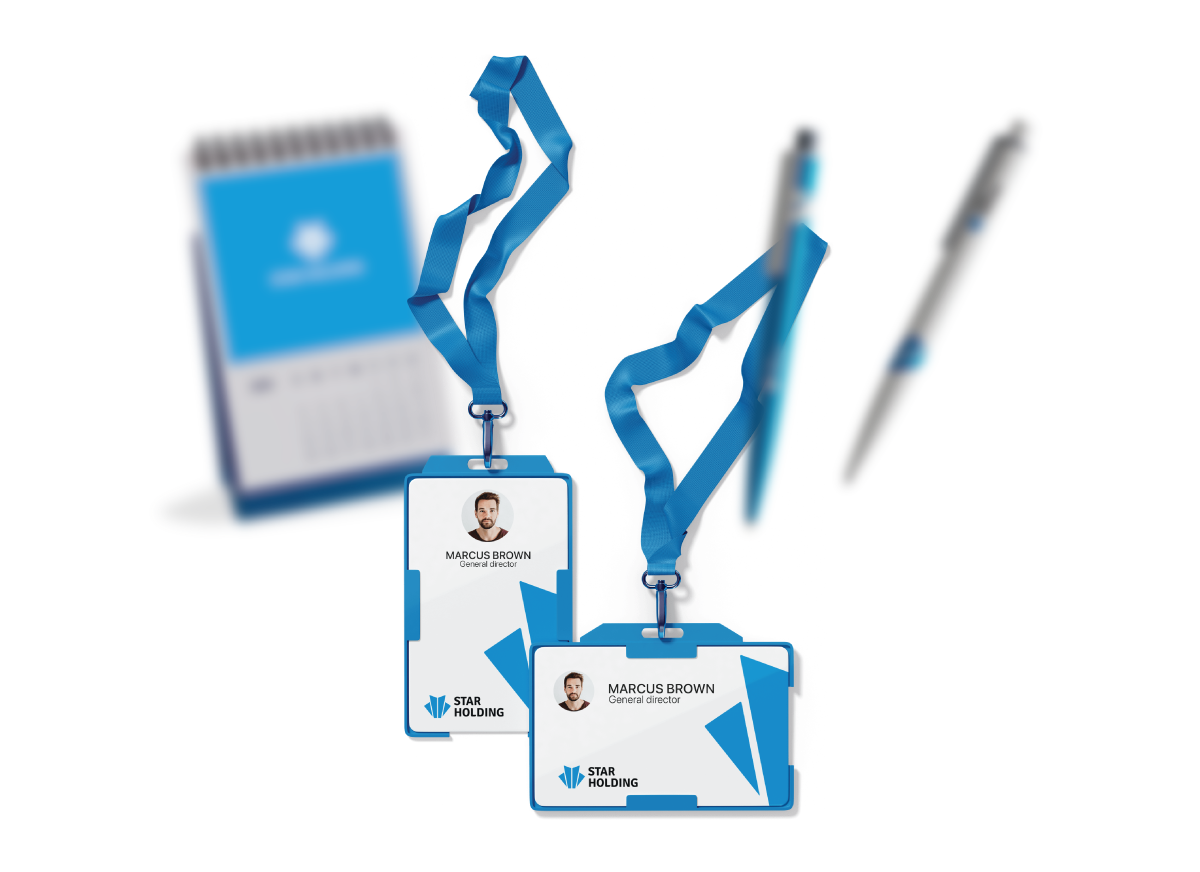 MARCUS BROWN
General director
STAR
HOLDING
MARCUS BROWN
General director
STAR
HOLDING